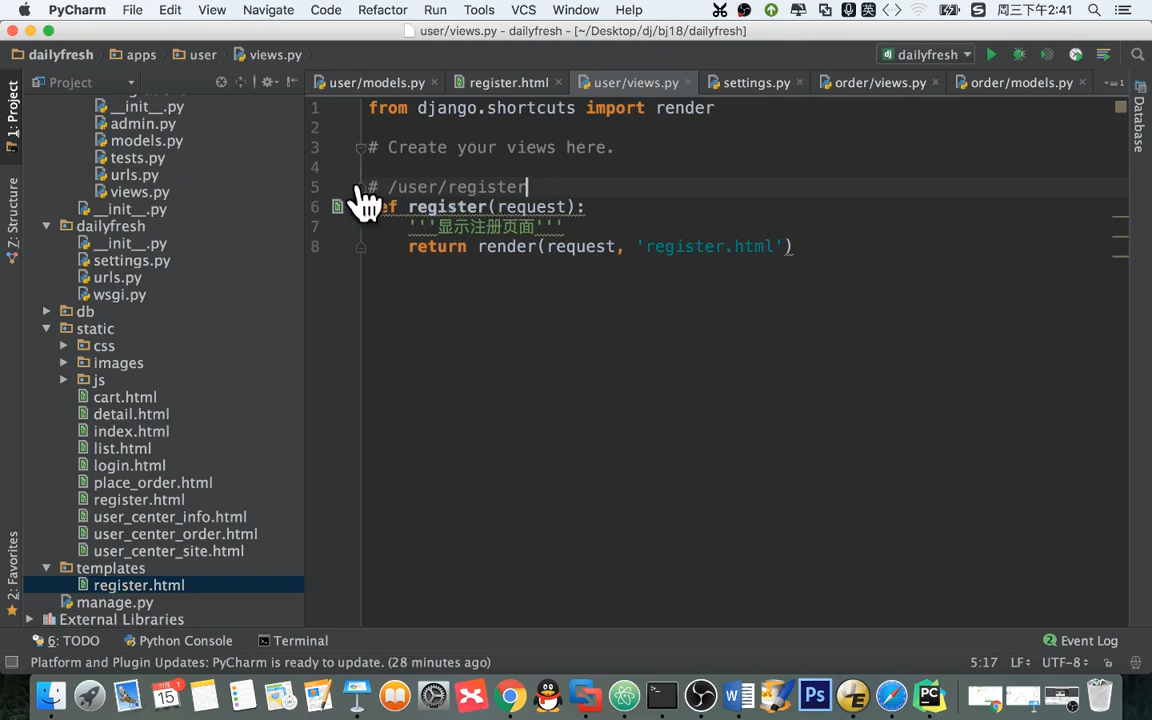 PyCharm File Edit View Navigate Code Refactor Run Tools VCS Window Help 英 周三下午2:41
user/views.py - dailyfresh - [~/Desktop/dj/bj18/dailyfresh]
dailyfresh apps user views.py dj dailyfresh
1: Project
7: Structure
2: Favorites
Project
__init__.py
admin.py
models.py
tests.py
urls.py
views.py
__init__.py
dailyfresh
__init__.py
settings.py
urls.py
wsgi.py
db
static
css
images
js
cart.html
detail.html
index.html
list.html
login.html
place_order.html
register.html
user_center_info.html
user_center_order.html
user_center_site.html
templates
register.html
manage.py
External Libraries
user/models.py register.html user/views.py settings.py order/views.py order/models.py
1 from django.shortcuts import render
2
3 # Create your views here.
4
5 # /user/register
6 ef register(request):
7 '''显示注册页面'''
8 return render(request, 'register.html')
Database
6: TODO Python Console Terminal 2 Event Log
Platform and Plugin Updates: PyCharm is ready to update. (28 minutes ago) 5:17 LF UTF-8
15 Ps PC